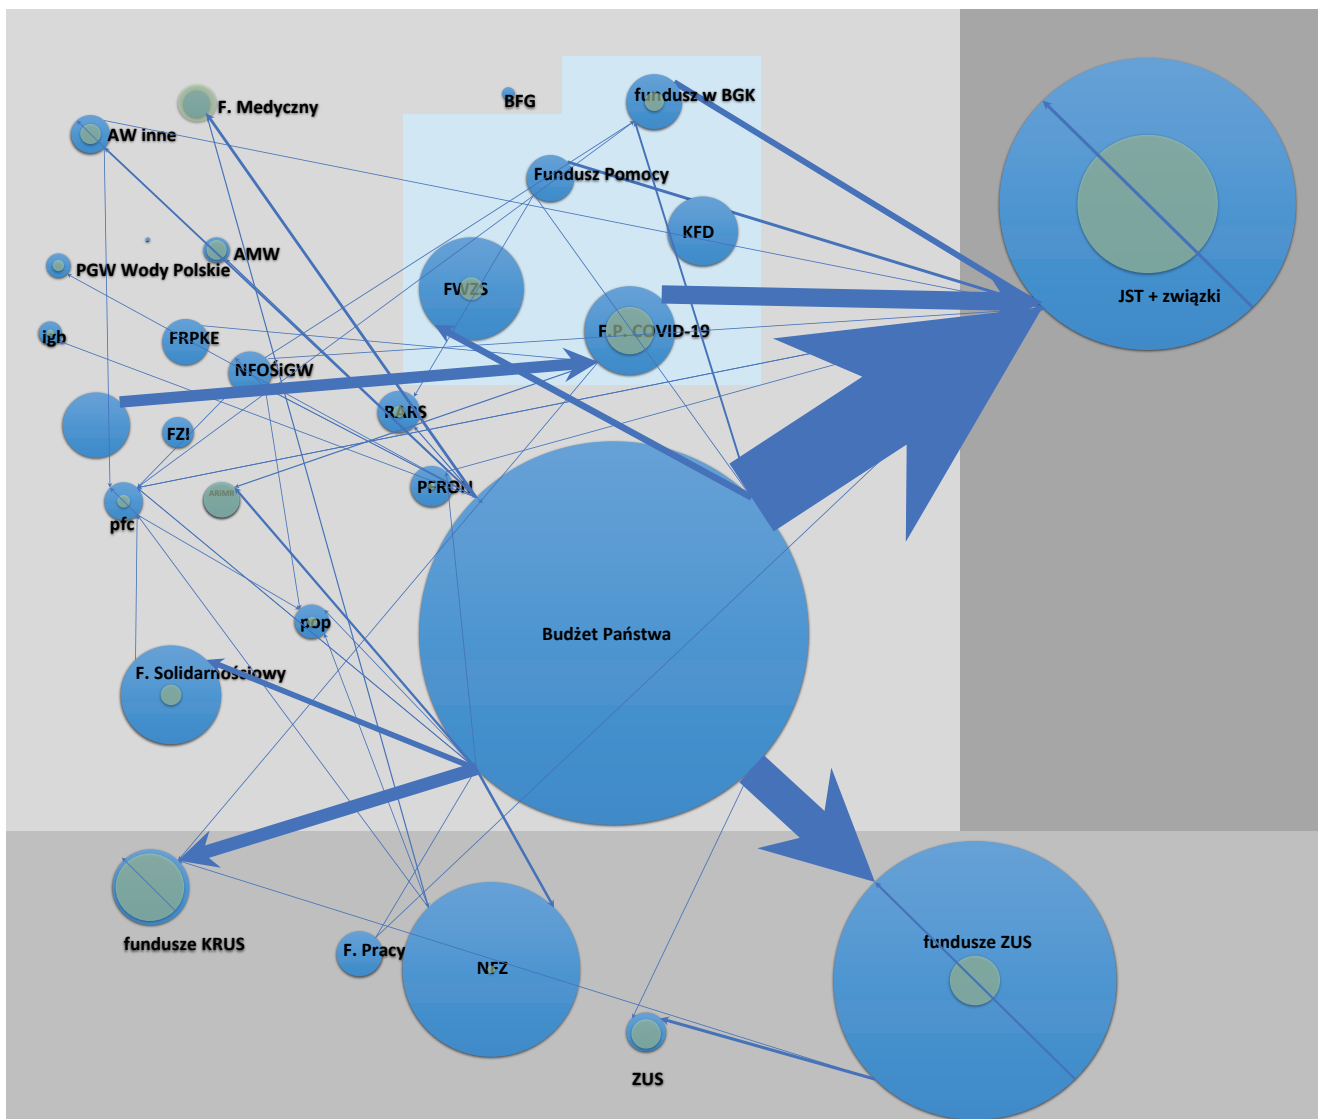 BFG
fundusz w BGK
F. Medyczny
AW inne
Fundusz Pomocy
KFD
AMW
PGW Wody Polskie
FWZS
JST + związki
igb
FRPKE
F.P. COVID-19
NFOŚiGW
RARS
FZI
PFRON
ARiMR
pfc
pop
Budżet Państwa
F. Solidarnościowy
fundusze KRUS
F. Pracy
NFZ
fundusze ZUS
ZUS